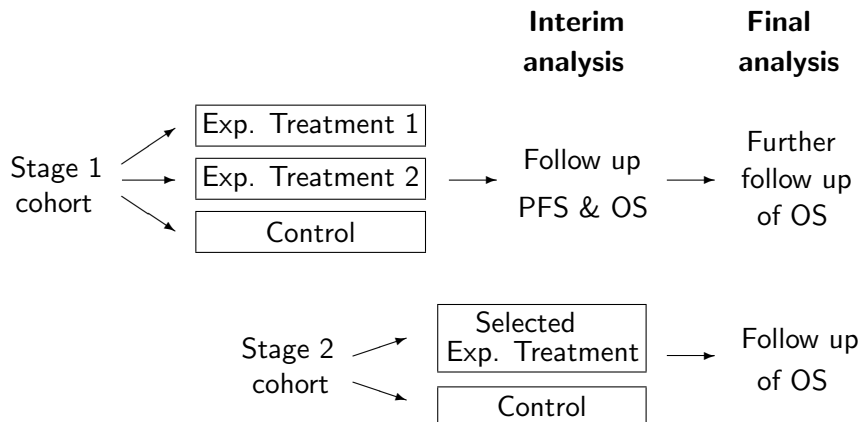 Interim
analysis
Final
analysis
Stage 1
cohort
Exp. Treatment 1
Exp. Treatment 2
Control
Follow up
PFS & OS
Further
follow up
of OS
Stage 2
cohort
Selected
Exp. Treatment
Control
Follow up
of OS